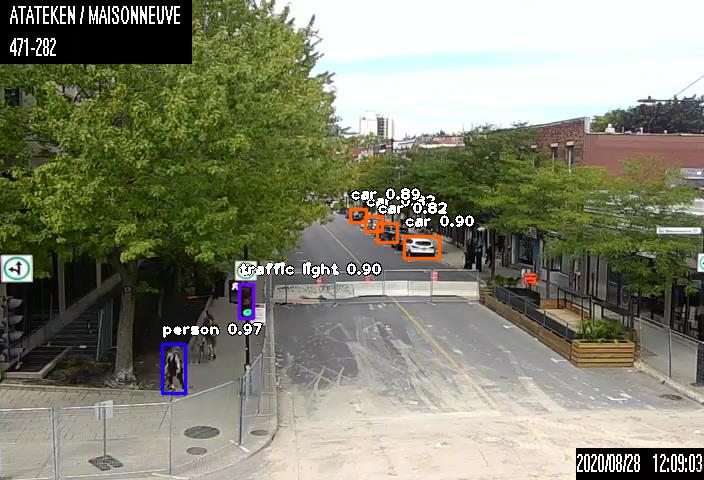 ATATEKEN / MAISONNEUVE
471-282
car 0.89
car 0.82
car 0.90
traffic light 0.90
person 0.97
2020/08/28 12:09:03